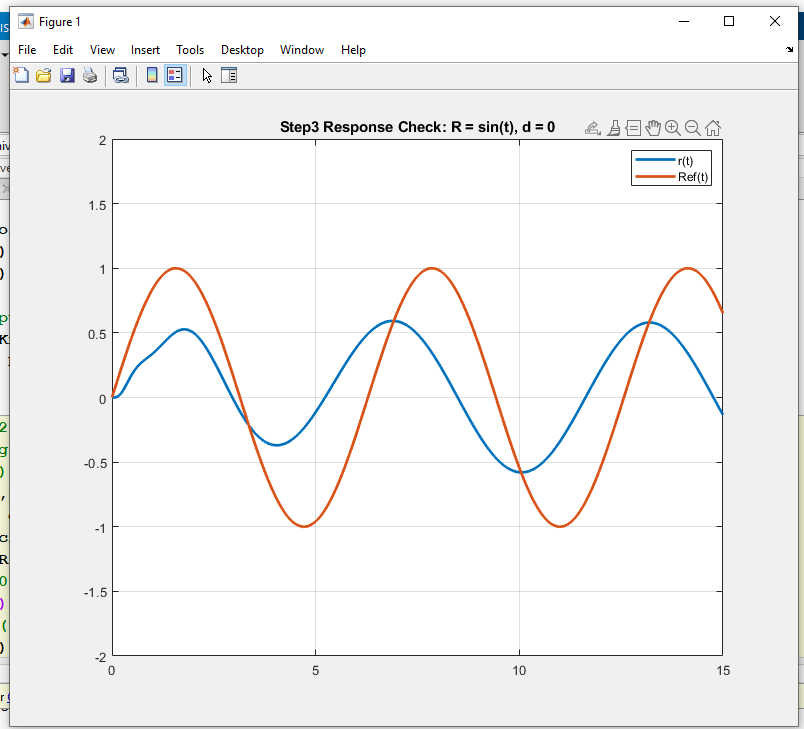 Figure 1
File Edit View Insert Tools Desktop Window Help
Step3 Response Check: R = sin(t), d = 0
r(t)
Ref(t)
2
1.5
1
0.5
0
-0.5
-1
-1.5
-2
0 5 10 15